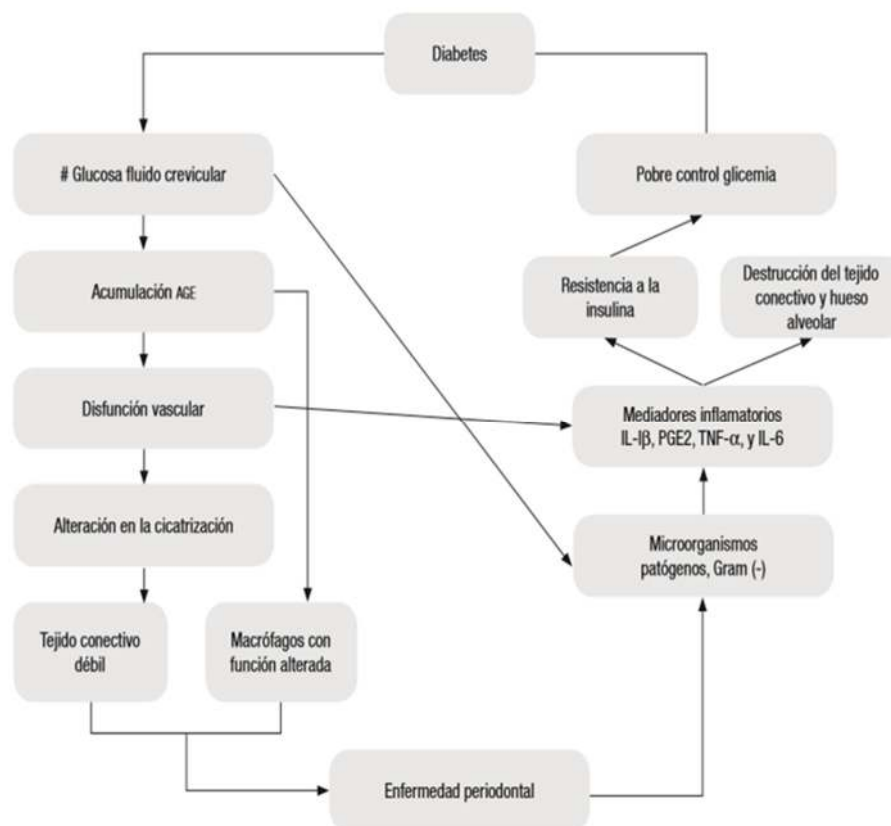 Diabetes
# Glucosa fluido crevicular
Pobre control glicemia
Acumulación AGE
Resistencia a la
insulina
Destrucción del tejido
conectivo y hueso
alveolar
Disfunción vascular
Mediadores inflamatorios
IL-Iβ, PGE2, TNF-α, y IL-6
Alteración en la cicatrización
Microorganismos
patógenos, Gram (-)
Tejido conectivo
débil
Macrófagos con
función alterada
Enfermedad periodontal